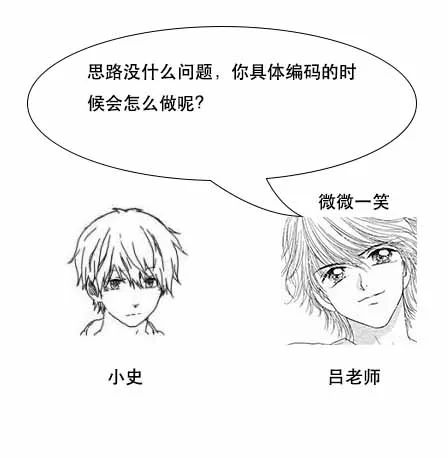 思路没什么问题，你具体编码的时
候会怎么做呢？
微微一笑
小史
吕老师